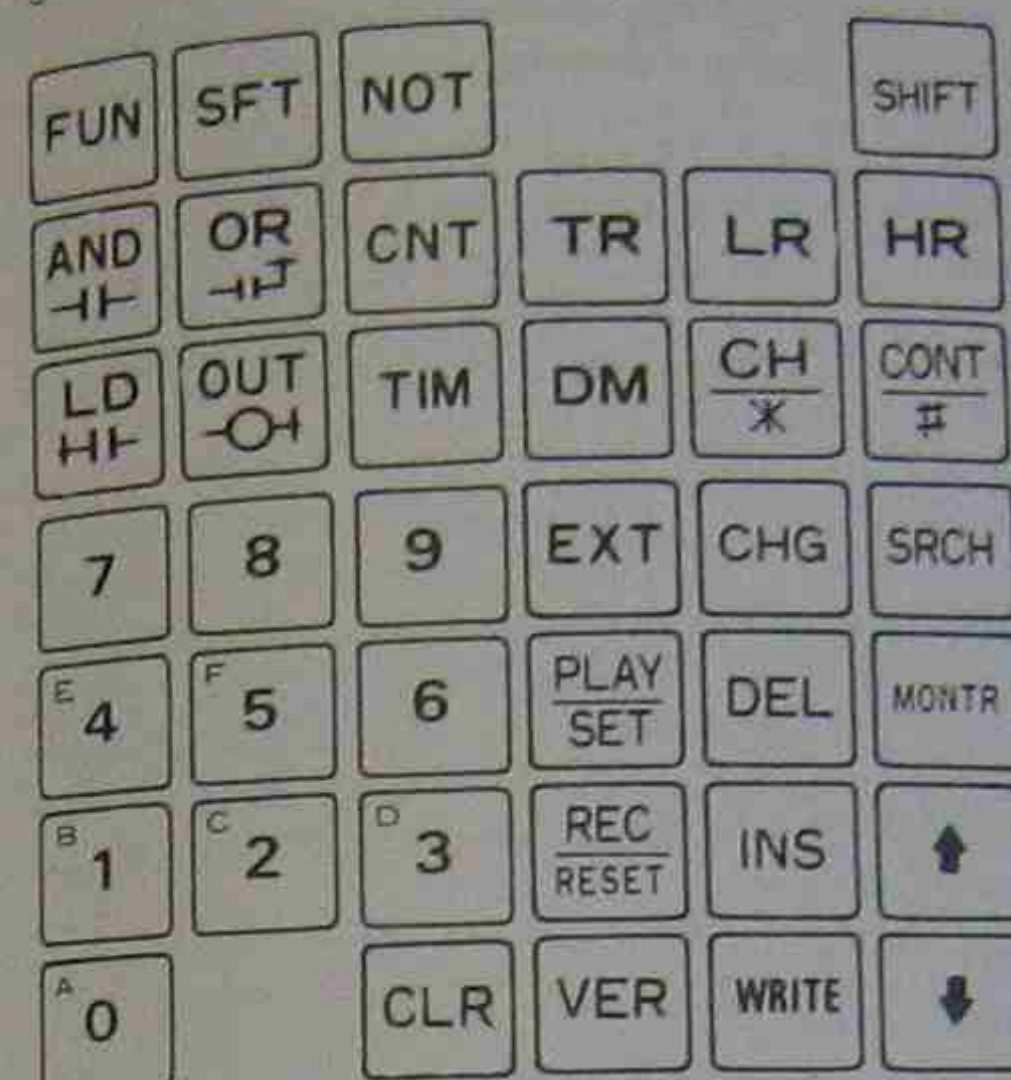 FUN SFT NOT SHIFT
AND OR CNT TR LR HR
LD OUT TIM DM CH * CONT #
7 8 9 EXT CHG SRCH
E 4 F 5 6 PLAY SET DEL MONTR
B 1 C 2 D 3 REC RESET INS ↑
A 0 CLR VER WRITE ↓